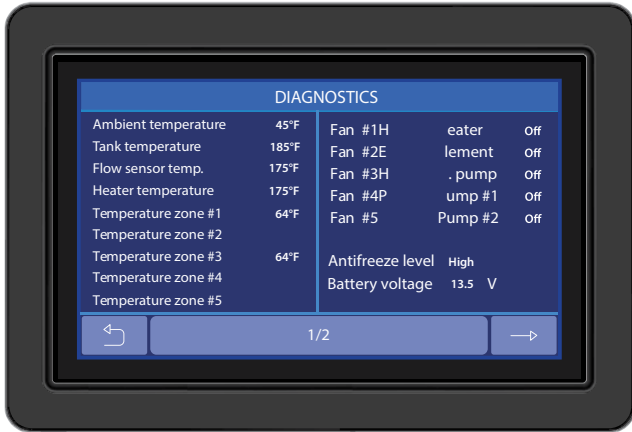 DIAGNOSTICS
Ambient temperature 45°F
Tank temperature 185°F
Flow sensor temp. 175°F
Heater temperature 175°F
Temperature zone #1 64°F
Temperature zone #2
Temperature zone #3 64°F
Temperature zone #4
Temperature zone #5
Fan #1H eater Off
Fan #2E lement Off
Fan #3H . pump Off
Fan #4P ump #1 Off
Fan #5 Pump #2 Off
Antifreeze level High
Battery voltage 13.5 V
1/2